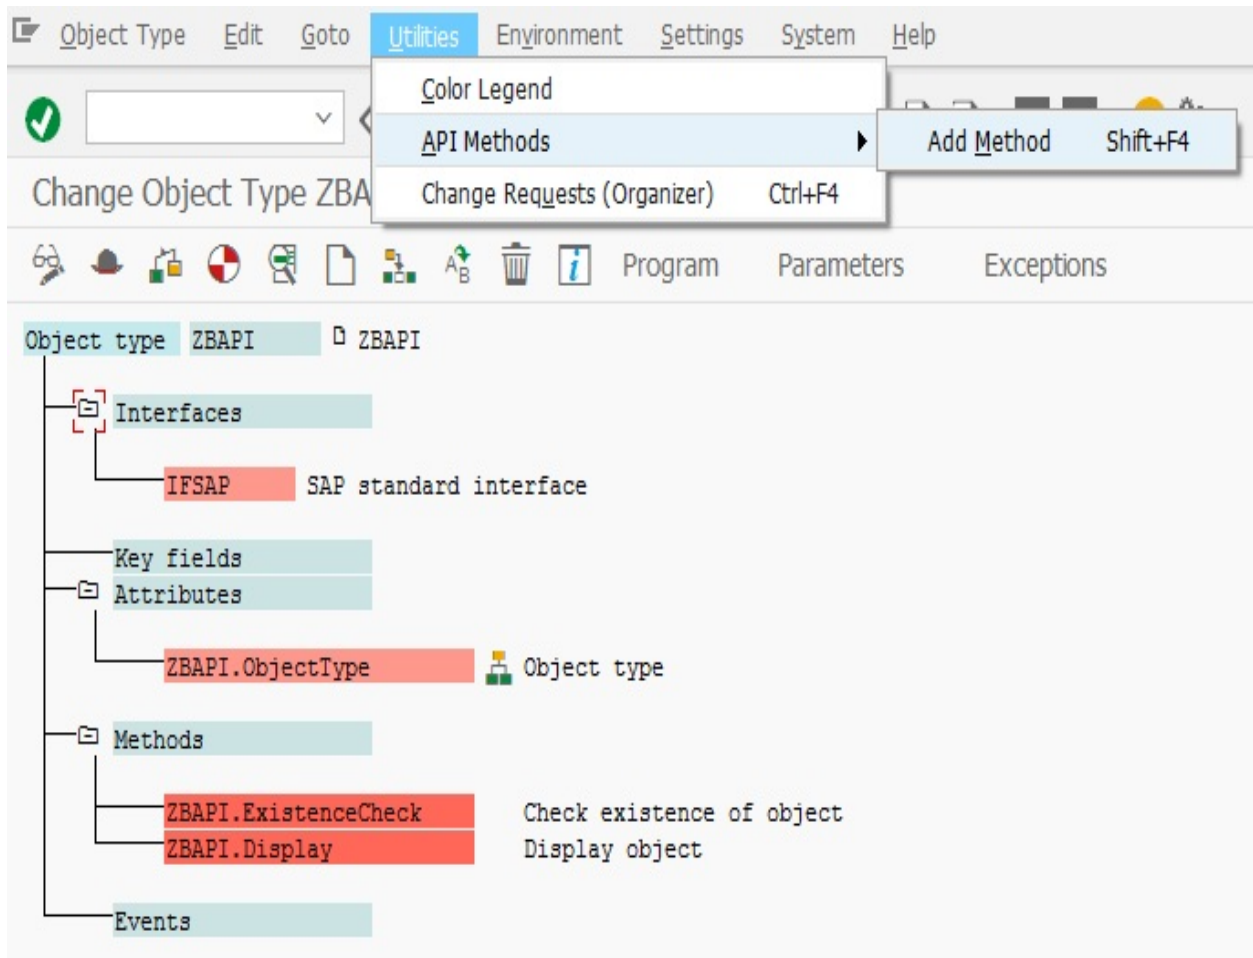 Object Type Edit Goto Utilities Environment Settings System Help
Color Legend
API Methods
Add Method Shift+F4
Change Requests (Organizer) Ctrl+F4
Change Object Type ZBA
Program Parameters Exceptions
Object type ZBAPI ZBAPI
Interfaces
IFSAP SAP standard interface
Key fields
Attributes
ZBAPI.ObjectType Object type
Methods
ZBAPI.ExistenceCheck Check existence of object
ZBAPI.Display Display object
Events